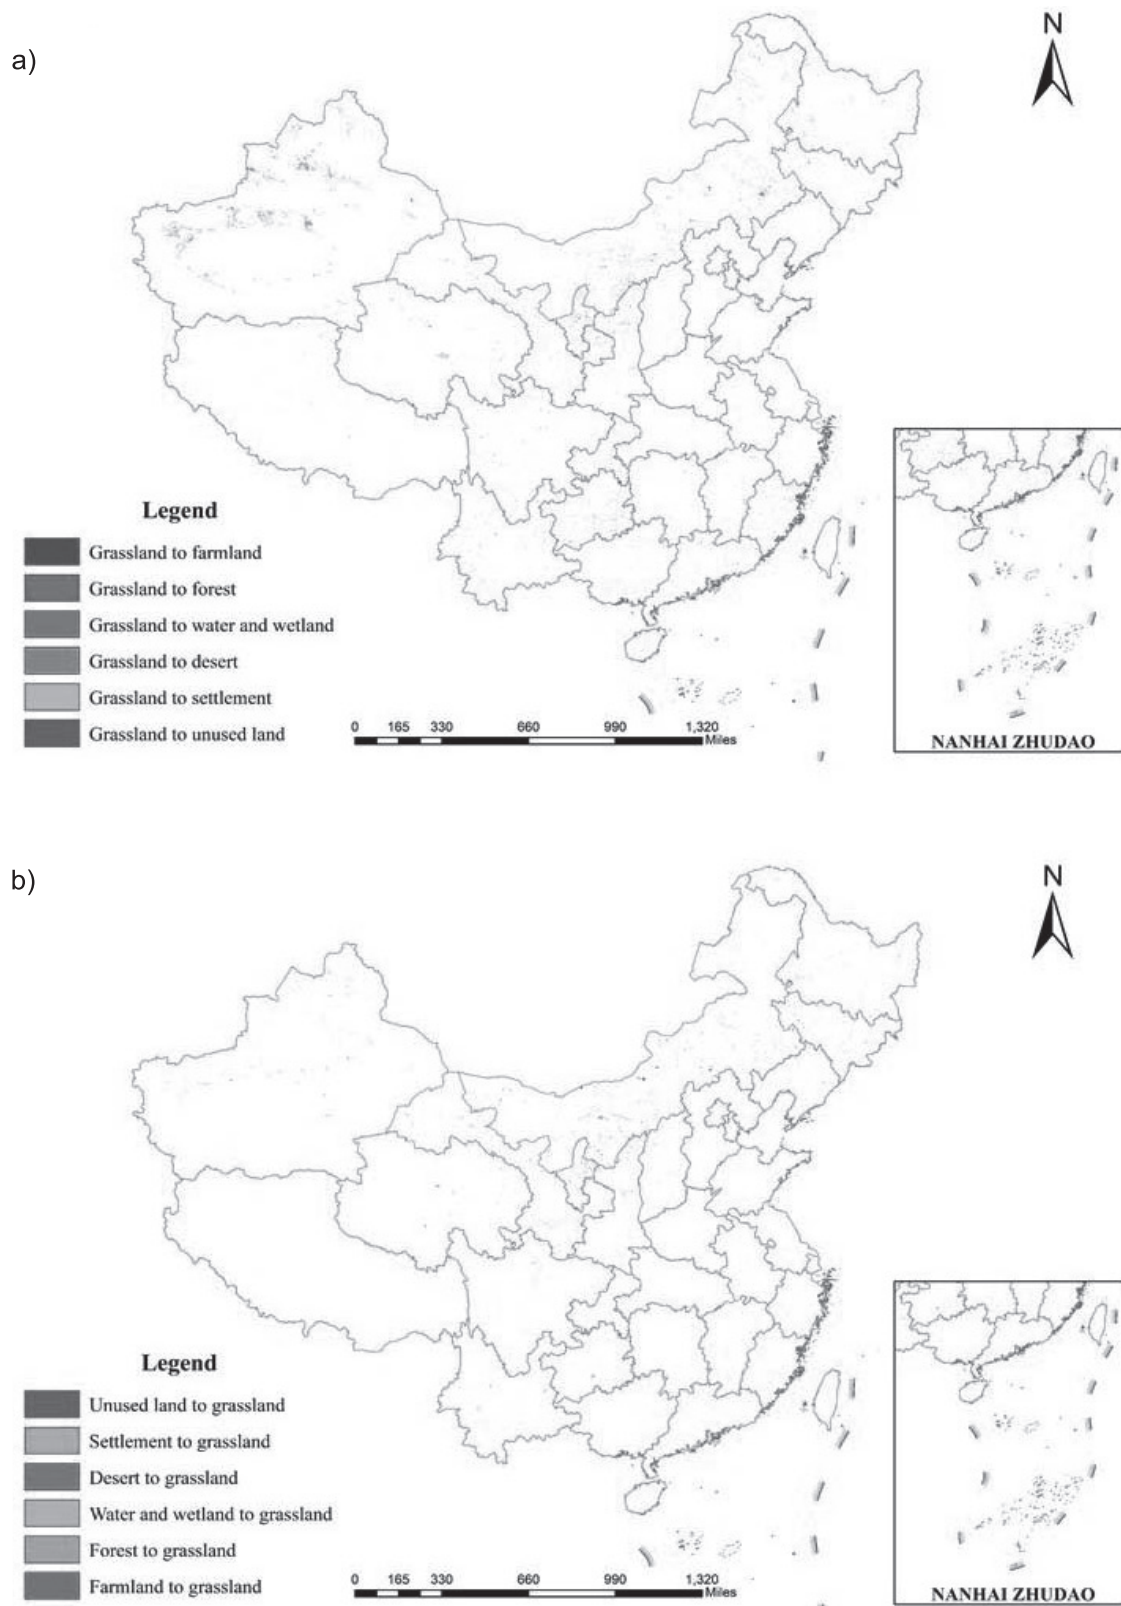 a)
N
Legend
Grassland to farmland
Grassland to forest
Grassland to water and wetland
Grassland to desert
Grassland to settlement
Grassland to unused land
0 165 330 660 990 1,320
Miles
NANHAI ZHUDAO
b)
N
Legend
Unused land to grassland
Settlement to grassland
Desert to grassland
Water and wetland to grassland
Forest to grassland
Farmland to grassland
0 165 330 660 990 1,320
Miles
NANHAI ZHUDAO